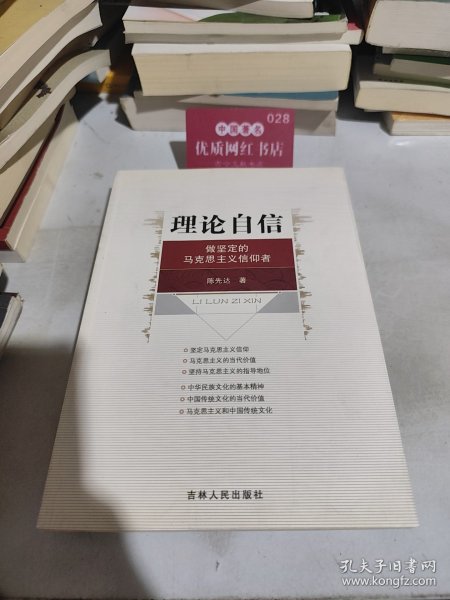 028
中国著名
优质网红书店
理论自信
做坚定的
马克思主义信仰者
陈先达 著
LI LUN ZI XIN
坚定马克思主义信仰
马克思主义的当代价值
坚持马克思主义的指导地位
中华民族文化的基本精神
中国传统文化的当代价值
马克思主义和中国传统文化
吉林人民出版社
孔夫子旧书网
www.kongfz.com